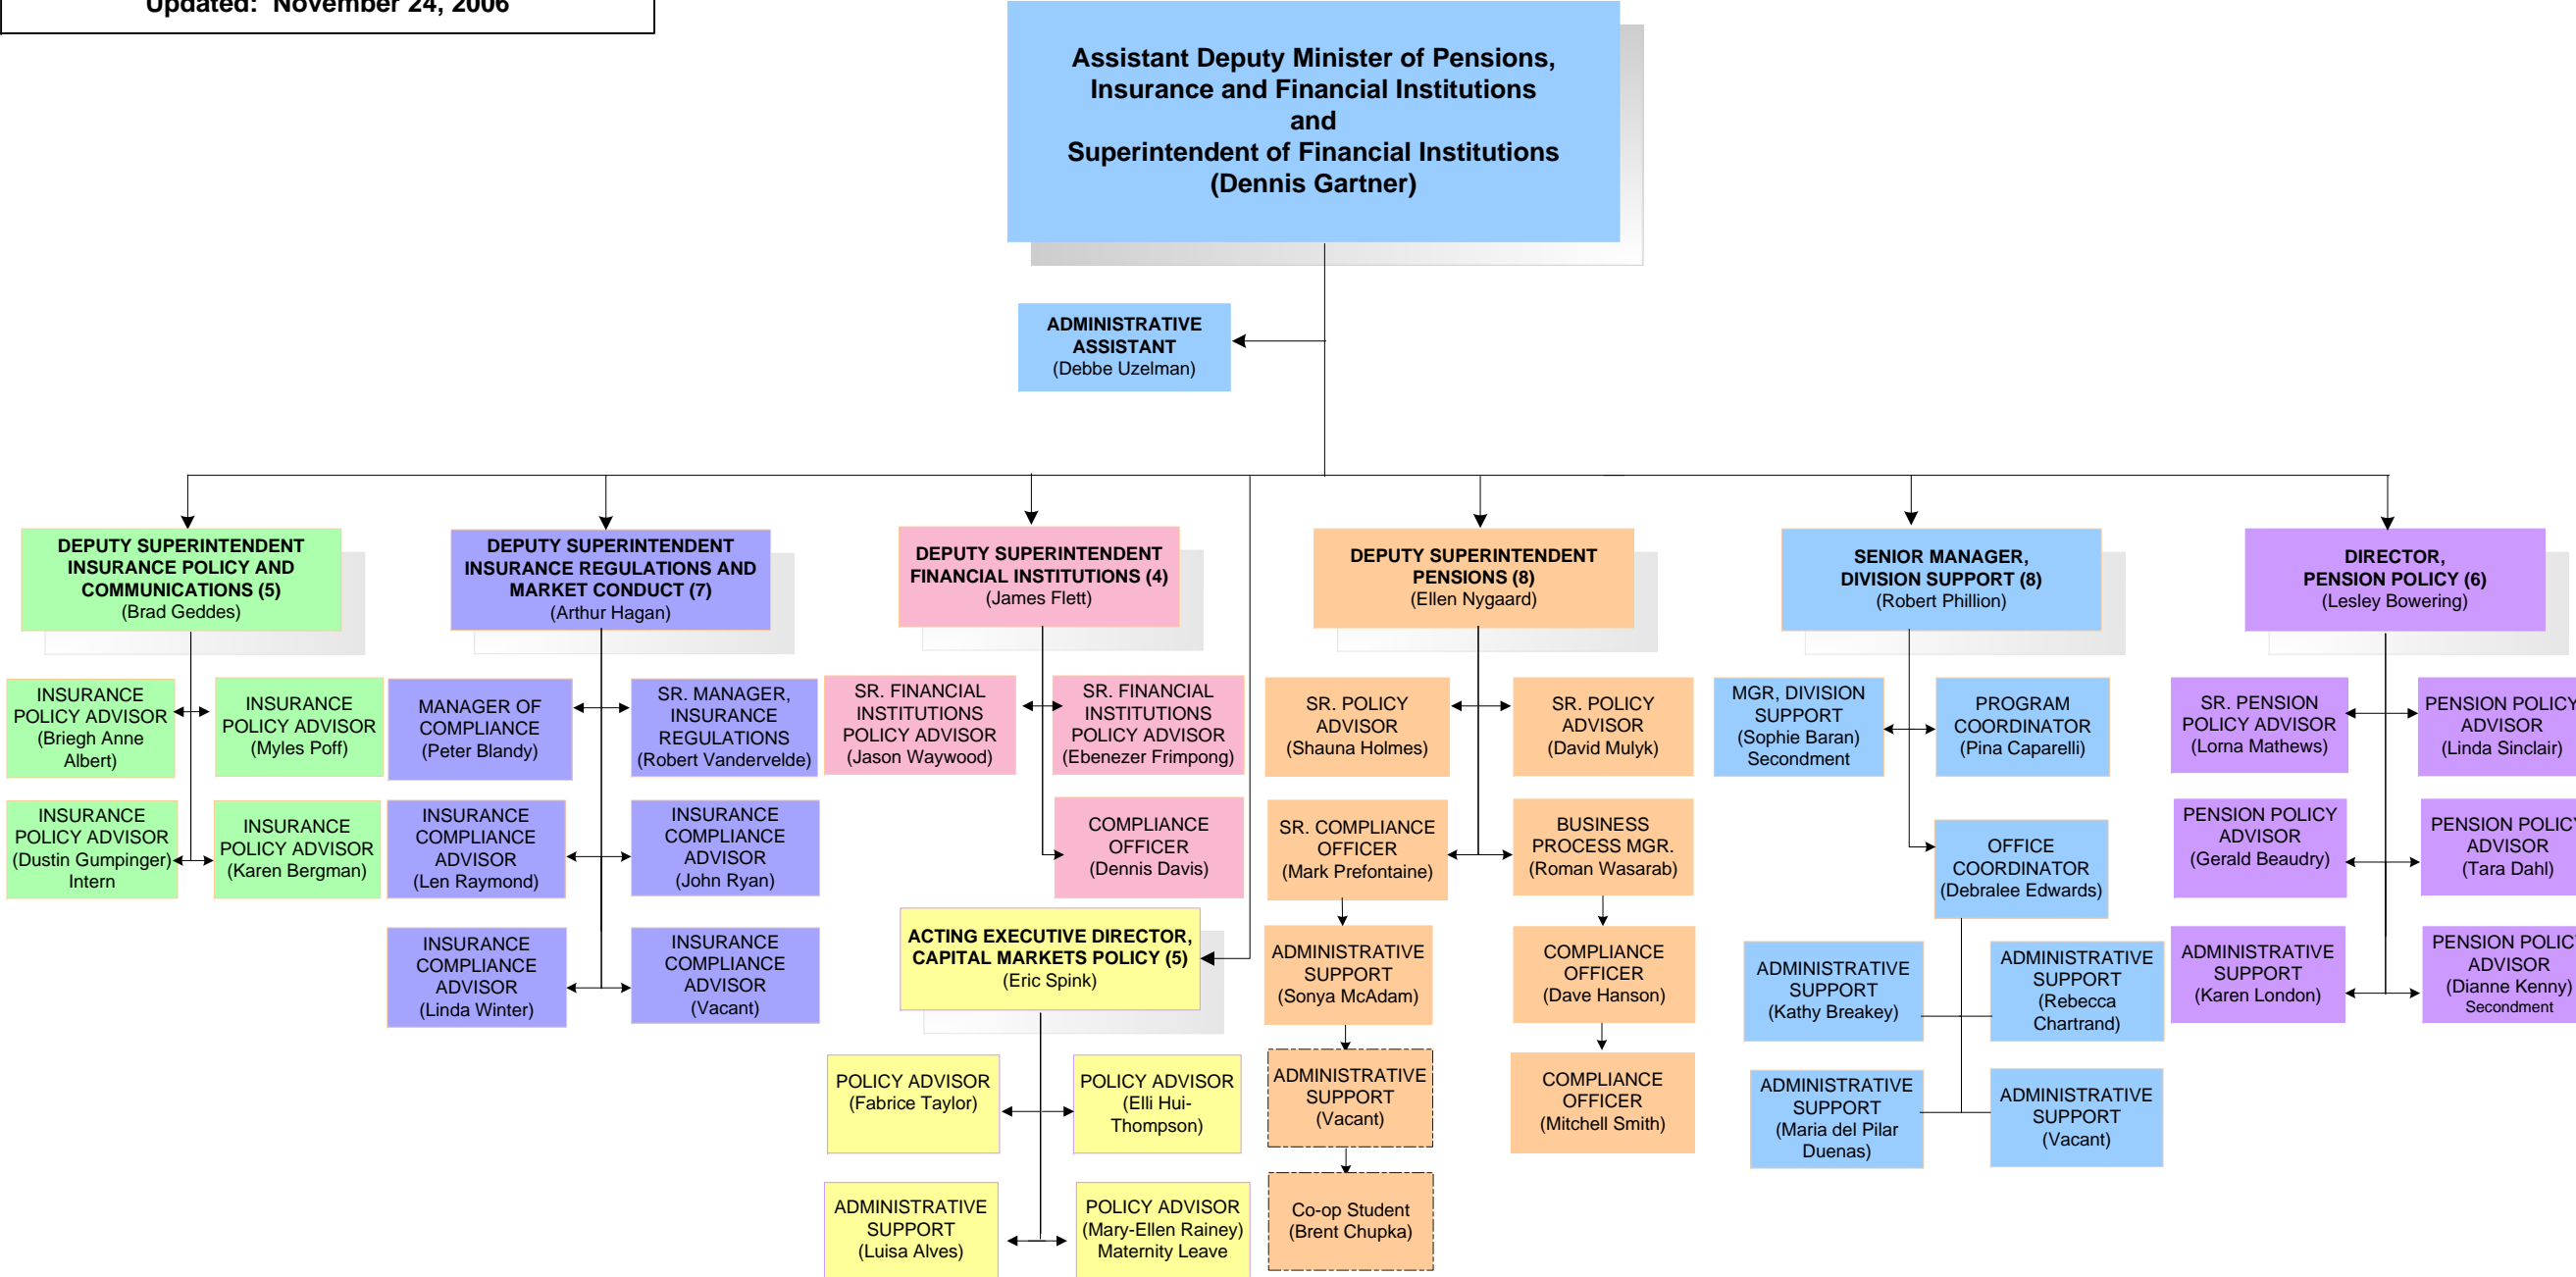 Updated:  November 24, 2006
Assistant Deputy Minister of Pensions,
Insurance and Financial Institutions
and
Superintendent of Financial Institutions
(Dennis Gartner)
ADMINISTRATIVE
ASSISTANT
(Debbe Uzelman)
DEPUTY SUPERINTENDENT
INSURANCE POLICY AND
COMMUNICATIONS (5)
(Brad Geddes)
DEPUTY SUPERINTENDENT
INSURANCE REGULATIONS AND
MARKET CONDUCT (7)
(Arthur Hagan)
DEPUTY SUPERINTENDENT
FINANCIAL INSTITUTIONS (4)
(James Flett)
DEPUTY SUPERINTENDENT
PENSIONS (8)
(Ellen Nygaard)
SENIOR MANAGER,
DIVISION SUPPORT (8)
(Robert Phillion)
DIRECTOR,
PENSION POLICY (6)
(Lesley Bowering)
INSURANCE
POLICY ADVISOR
(Briegh Anne
Albert)
INSURANCE
POLICY ADVISOR
(Myles Poff)
MANAGER OF
COMPLIANCE
(Peter Blandy)
SR. MANAGER,
INSURANCE
REGULATIONS
(Robert Vandervelde)
SR. FINANCIAL
INSTITUTIONS
POLICY ADVISOR
(Jason Waywood)
SR. FINANCIAL
INSTITUTIONS
POLICY ADVISOR
(Ebenezer Frimpong)
SR. POLICY
ADVISOR
(Shauna Holmes)
SR. POLICY
ADVISOR
(David Mulyk)
MGR, DIVISION
SUPPORT
(Sophie Baran)
Secondment
PROGRAM
COORDINATOR
(Pina Caparelli)
SR. PENSION
POLICY ADVISOR
(Lorna Mathews)
PENSION POLICY
ADVISOR
(Linda Sinclair)
INSURANCE
POLICY ADVISOR
(Dustin Gumpinger)
Intern
INSURANCE
POLICY ADVISOR
(Karen Bergman)
INSURANCE
COMPLIANCE
ADVISOR
(Len Raymond)
INSURANCE
COMPLIANCE
ADVISOR
(John Ryan)
COMPLIANCE
OFFICER
(Dennis Davis)
SR. COMPLIANCE
OFFICER
(Mark Prefontaine)
BUSINESS
PROCESS MGR.
(Roman Wasarab)
OFFICE
COORDINATOR
(Debralee Edwards)
PENSION POLICY
ADVISOR
(Gerald Beaudry)
PENSION POLICY
ADVISOR
(Tara Dahl)
INSURANCE
COMPLIANCE
ADVISOR
(Linda Winter)
INSURANCE
COMPLIANCE
ADVISOR
(Vacant)
ACTING EXECUTIVE DIRECTOR,
CAPITAL MARKETS POLICY (5)
(Eric Spink)
ADMINISTRATIVE
SUPPORT
(Sonya McAdam)
COMPLIANCE
OFFICER
(Dave Hanson)
ADMINISTRATIVE
SUPPORT
(Kathy Breakey)
ADMINISTRATIVE
SUPPORT
(Rebecca
Chartrand)
ADMINISTRATIVE
SUPPORT
(Karen London)
PENSION POLICY
ADVISOR
(Dianne Kenny)
Secondment
POLICY ADVISOR
(Fabrice Taylor)
POLICY ADVISOR
(Elli Hui-
Thompson)
ADMINISTRATIVE
SUPPORT
(Vacant)
COMPLIANCE
OFFICER
(Mitchell Smith)
ADMINISTRATIVE
SUPPORT
(Maria del Pilar
Duenas)
ADMINISTRATIVE
SUPPORT
(Vacant)
ADMINISTRATIVE
SUPPORT
(Luisa Alves)
POLICY ADVISOR
(Mary-Ellen Rainey)
Maternity Leave
Co-op Student
(Brent Chupka)